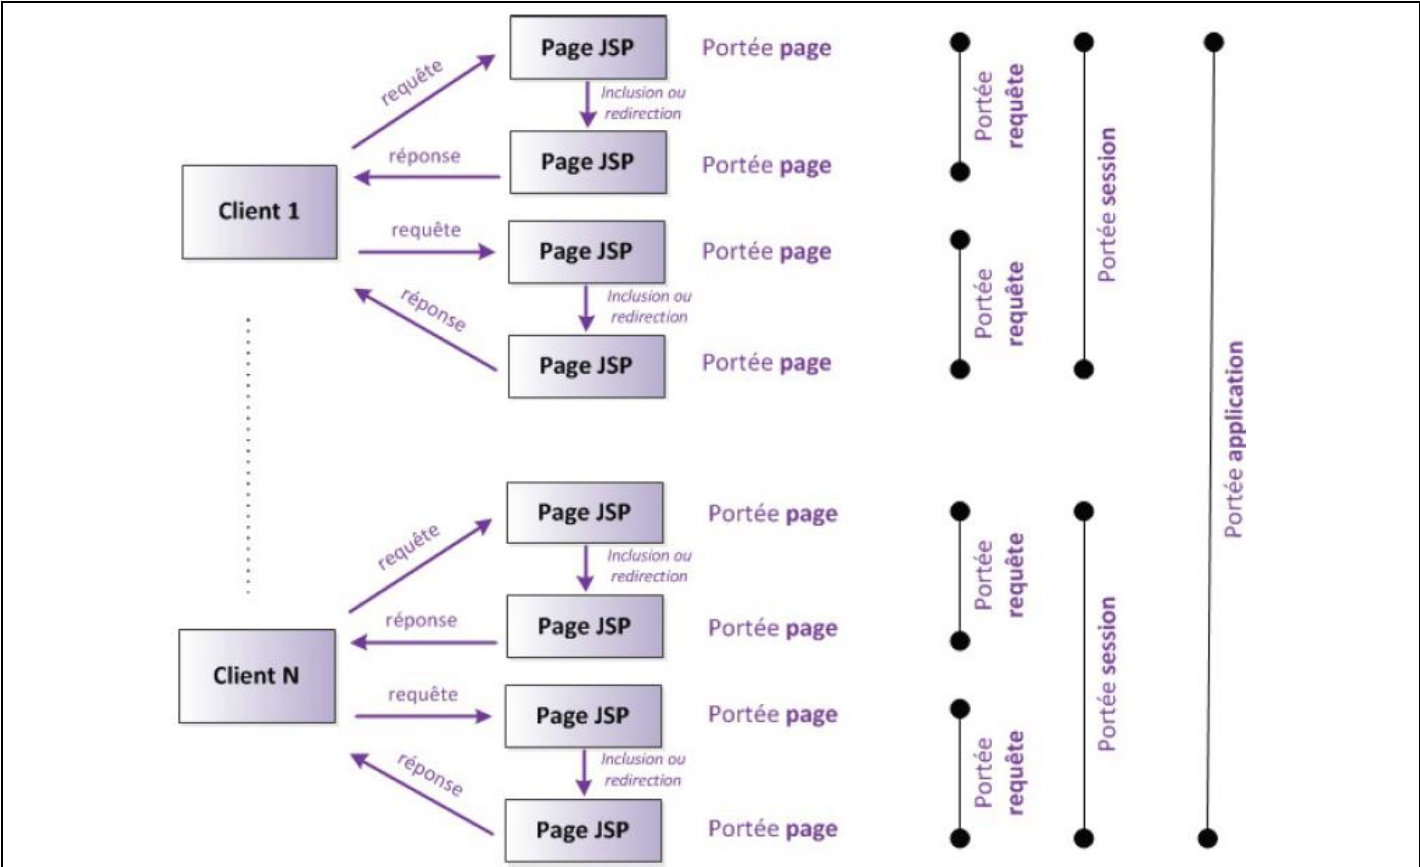 Page JSP
Portée page
requête
Inclusion ou
redirection
Page JSP
Portée page
réponse
Portée
requête
Client 1
requête
Page JSP
Portée page
réponse
Inclusion ou
redirection
Page JSP
Portée page
Portée
requête
Portée session
Portée application
Page JSP
Portée page
requête
Inclusion ou
redirection
Page JSP
Portée page
réponse
Portée
requête
Client N
requête
Page JSP
Portée page
réponse
Inclusion ou
redirection
Page JSP
Portée page
Portée
requête
Portée session